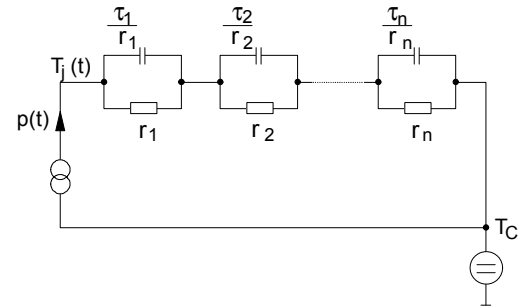 τ1 τ2 τn
r1 r2 rn
Tj(t)
r1 r2 rn
p(t)
TC